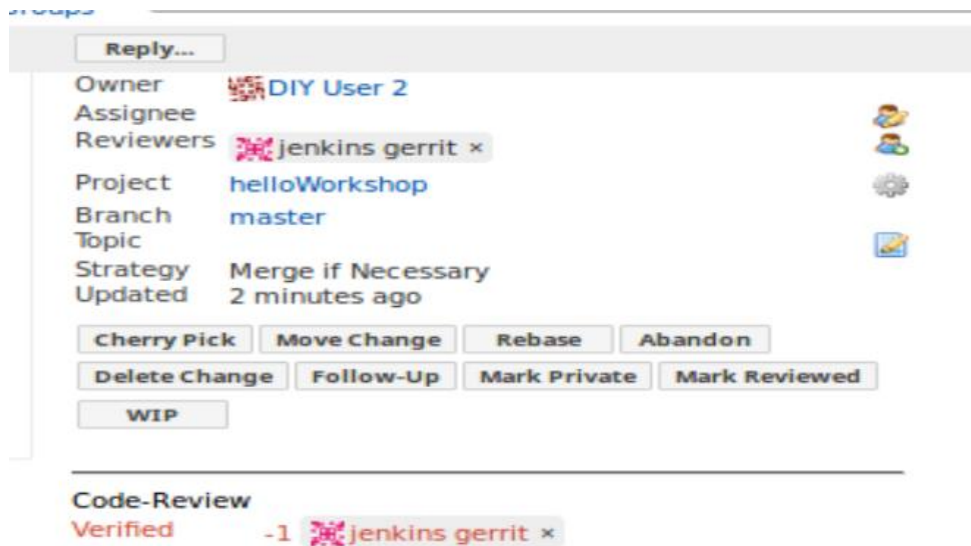 Reply...
Owner DIY User 2
Assignee
Reviewers jenkins gerrit ×
Project helloWorkshop
Branch master
Topic
Strategy Merge if Necessary
Updated 2 minutes ago
Cherry Pick Move Change Rebase Abandon
Delete Change Follow-Up Mark Private Mark Reviewed
WIP
Code-Review
Verified -1 jenkins gerrit ×